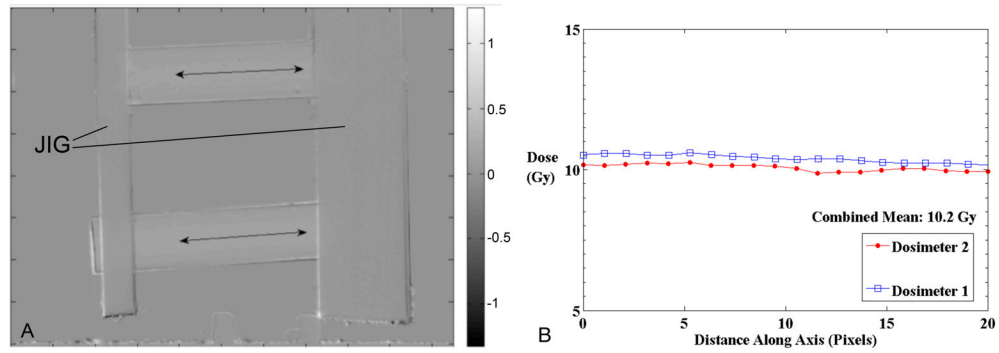 JIG
A
1
0.5
0
-0.5
-1
15
10
5
Dose
(Gy)
Combined Mean: 10.2 Gy
Dosimeter 2
Dosimeter 1
0
5
10
15
20
Distance Along Axis (Pixels)
B